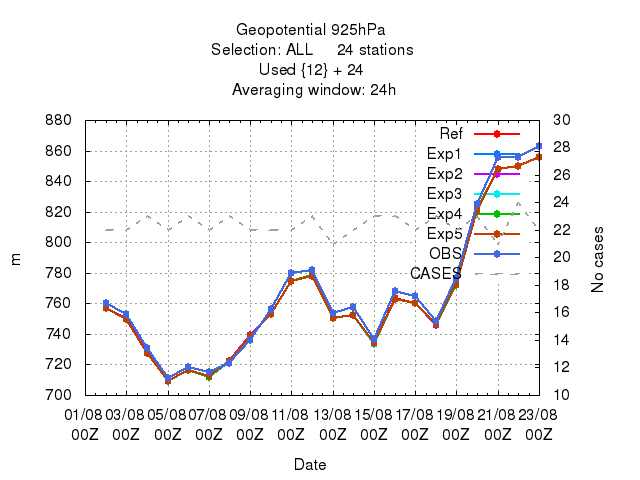 Geopotential 925hPa
Selection: ALL 24 stations
Used {12} + 24
Averaging window: 24h
880
860
840
820
800
780
760
740
720
700
m
30
28
26
24
22
20
18
16
14
12
10
No cases
Ref
Exp1
Exp2
Exp3
Exp4
Exp5
OBS
CASES
01/08 03/08 05/08 07/08 09/08 11/08 13/08 15/08 17/08 19/08 21/08 23/08
00Z 00Z 00Z 00Z 00Z 00Z 00Z 00Z 00Z 00Z 00Z 00Z
Date